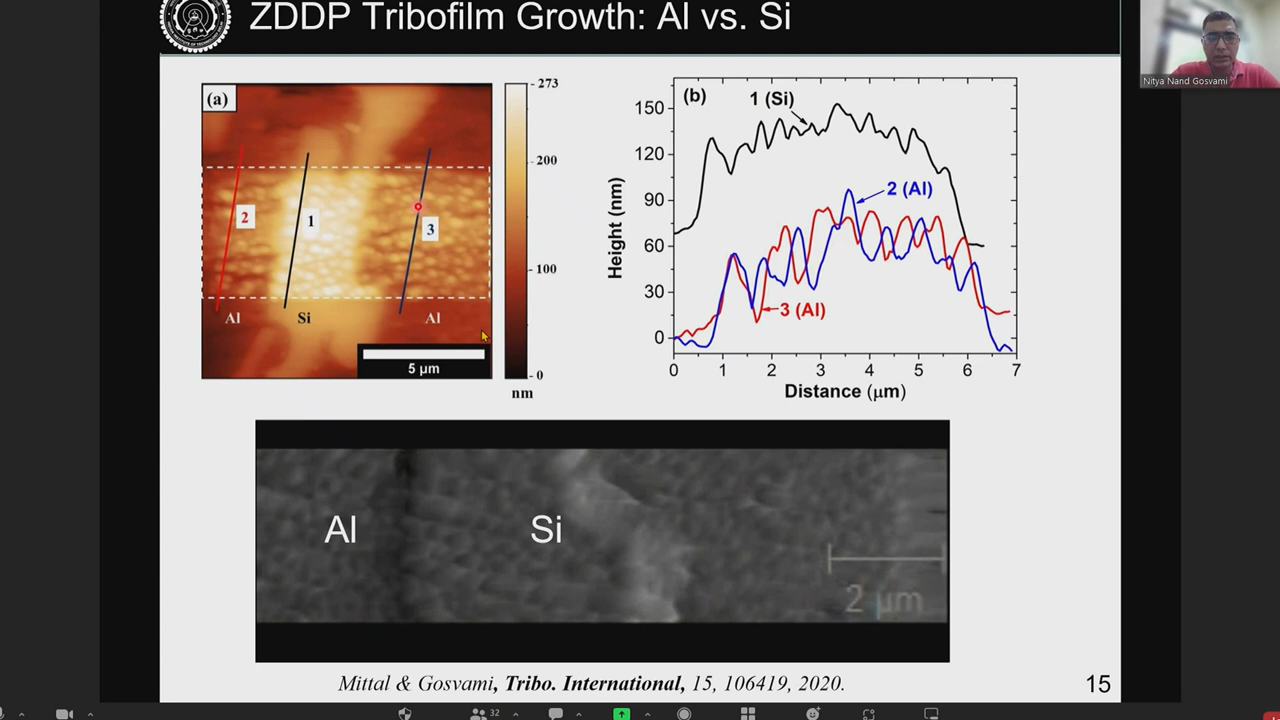 ZDDP Tribofilm Growth: Al vs. Si
Nitya Nand Gosvami
(a)
2
1
3
Al
Si
Al
5 µm
273
200
100
0
nm
(b)
1 (Si)
2 (Al)
3 (Al)
150
120
90
60
30
0
Height (nm)
0 1 2 3 4 5 6 7
Distance (µm)
Al
Si
2 µm
Mittal & Gosvami, Tribo. International, 15, 106419, 2020.
15
32